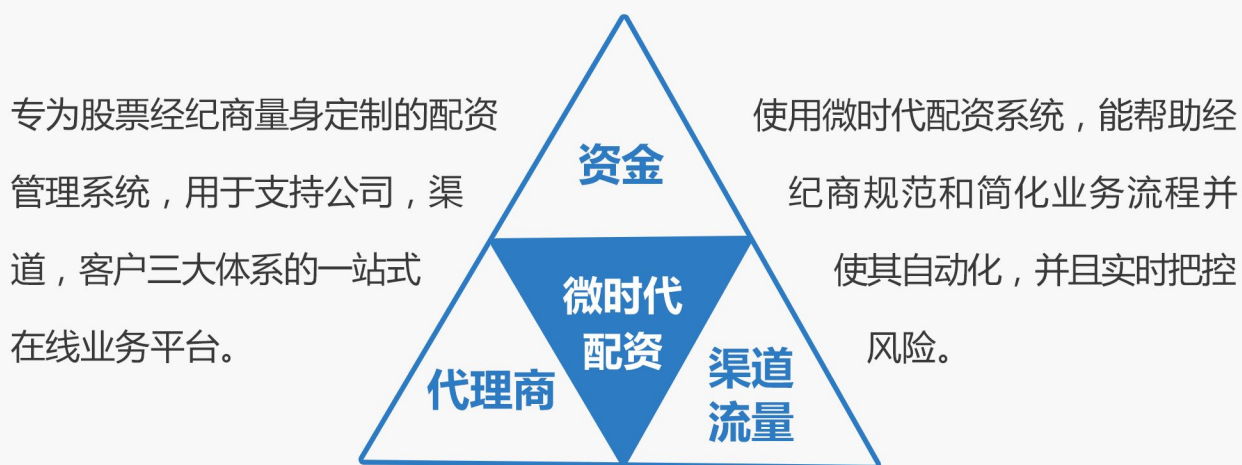 专为股票经纪商量身定制的配资
管理系统，用于支持公司，渠
道，客户三大体系的一站式
在线业务平台。
资金
微时代
配资
代理商
渠道
流量
使用微时代配资系统，能帮助经
纪商规范和简化业务流程并
使其自动化，并且实时把控
风险。